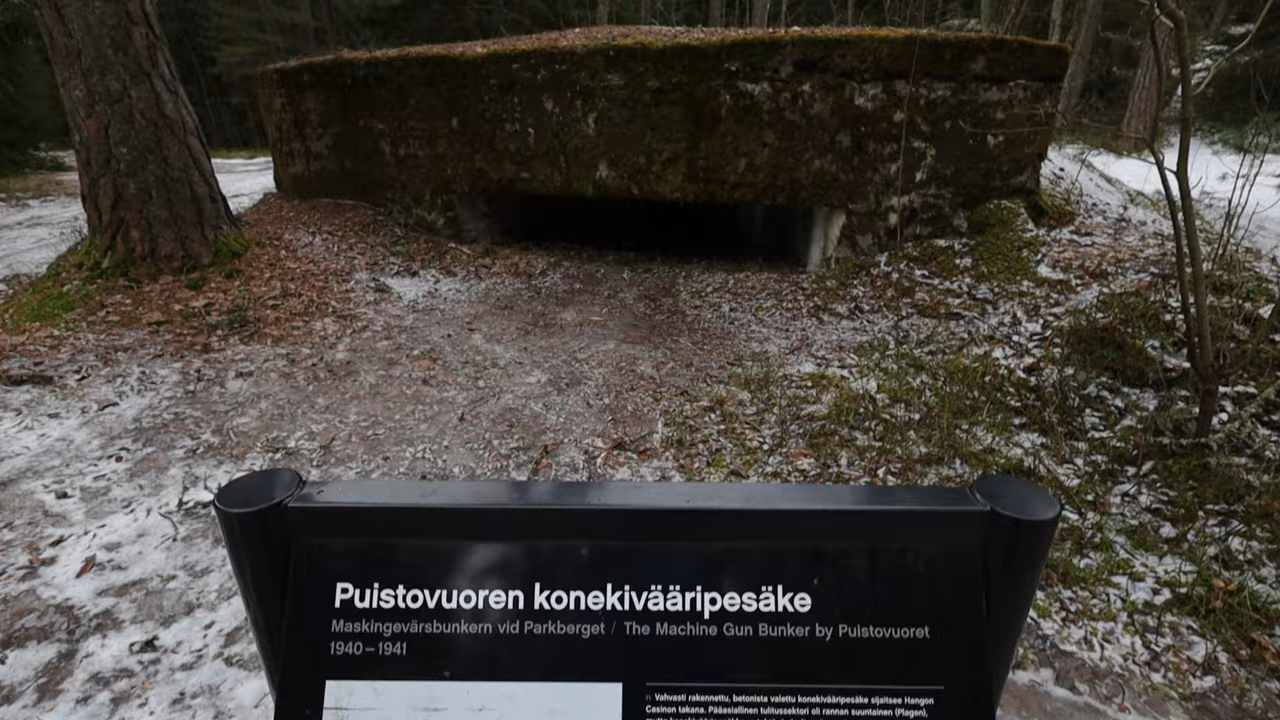 Puistovuoren konekivääripesäke
Maskingevärsbunkern vid Parkberget / The Machine Gun Bunker by Puistovuoret
1940–1941
FI Vahvasti rakennettu, betonista valettu konekivääripesäke sijaitsee Hangon
Casinon takana. Pääasiallinen tulitussektori oli rannan suuntainen (Plagen),